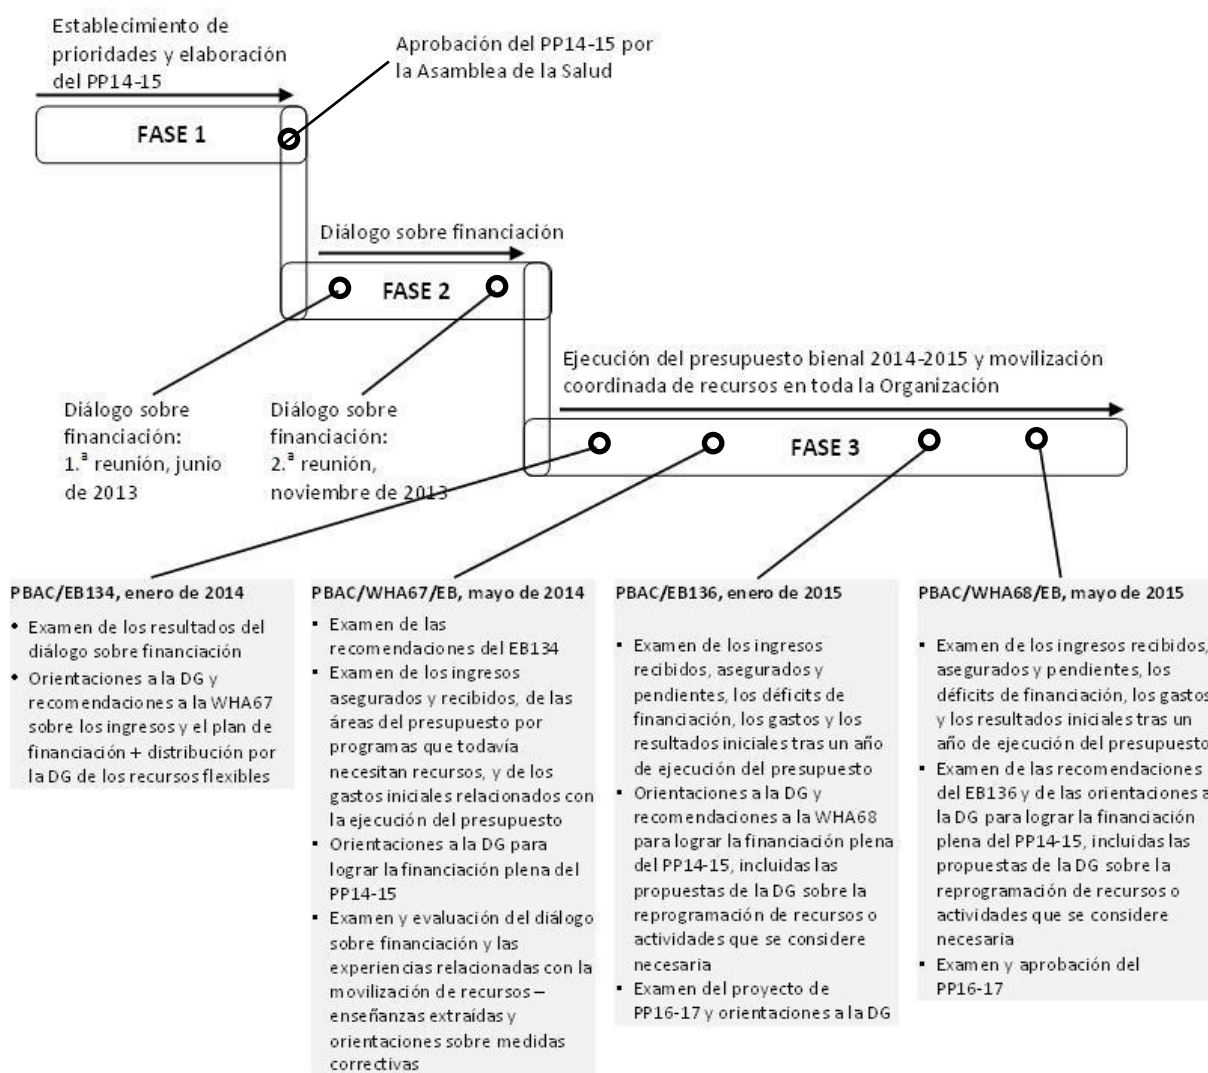 Establecimiento de
prioridades y elaboración
del PP14-15
Aprobación del PP14-15 por
la Asamblea de la Salud
FASE 1
Diálogo sobre financiación
FASE 2
Ejecución del presupuesto bienal 2014-2015 y movilización
coordinada de recursos en toda la Organización
FASE 3
Diálogo sobre
financiación:
1.ª reunión, junio
de 2013
Diálogo sobre
financiación:
2.ª reunión,
noviembre de 2013
PBAC/EB134, enero de 2014
• Examen de los resultados del
diálogo sobre financiación
• Orientaciones a la DG y
recomendaciones a la WHA67
sobre los ingresos y el plan de
financiación + distribución por
la DG de los recursos flexibles
PBAC/WHA67/EB, mayo de 2014
▪ Examen de las
recomendaciones del EB134
▪ Examen de los ingresos
asegurados y recibidos, de las
áreas del presupuesto por
programas que todavía
necesitan recursos, y de los
gastos iniciales relacionados con
la ejecución del presupuesto
▪ Orientaciones a la DG para
lograr la financiación plena del
PP14-15
▪ Examen y evaluación del diálogo
sobre financiación y las
experiencias relacionadas con la
movilización de recursos –
enseñanzas extraídas y
orientaciones sobre medidas
correctivas
PBAC/EB136, enero de 2015
▪ Examen de los ingresos
recibidos, asegurados y
pendientes, los déficits de
financiación, los gastos y los
resultados iniciales tras un año
de ejecución del presupuesto
▪ Orientaciones a la DG y
recomendaciones a la WHA68
para lograr la financiación plena
del PP14-15, incluidas las
propuestas de la DG sobre la
reprogramación de recursos o
actividades que se considere
necesaria
▪ Examen del proyecto de
PP16-17 y orientaciones a la DG
PBAC/WHA68/EB, mayo de 2015
▪ Examen de los ingresos recibidos,
asegurados y pendientes, los
déficits de financiación, los gastos
y los resultados iniciales tras un
año de ejecución del presupuesto
▪ Examen de las recomendaciones
del EB136 y de las orientaciones a
la DG para lograr la financiación
plena del PP14-15, incluidas las
propuestas de la DG sobre la
reprogramación de recursos o
actividades que se considere
necesaria
▪ Examen y aprobación del
PP16-17